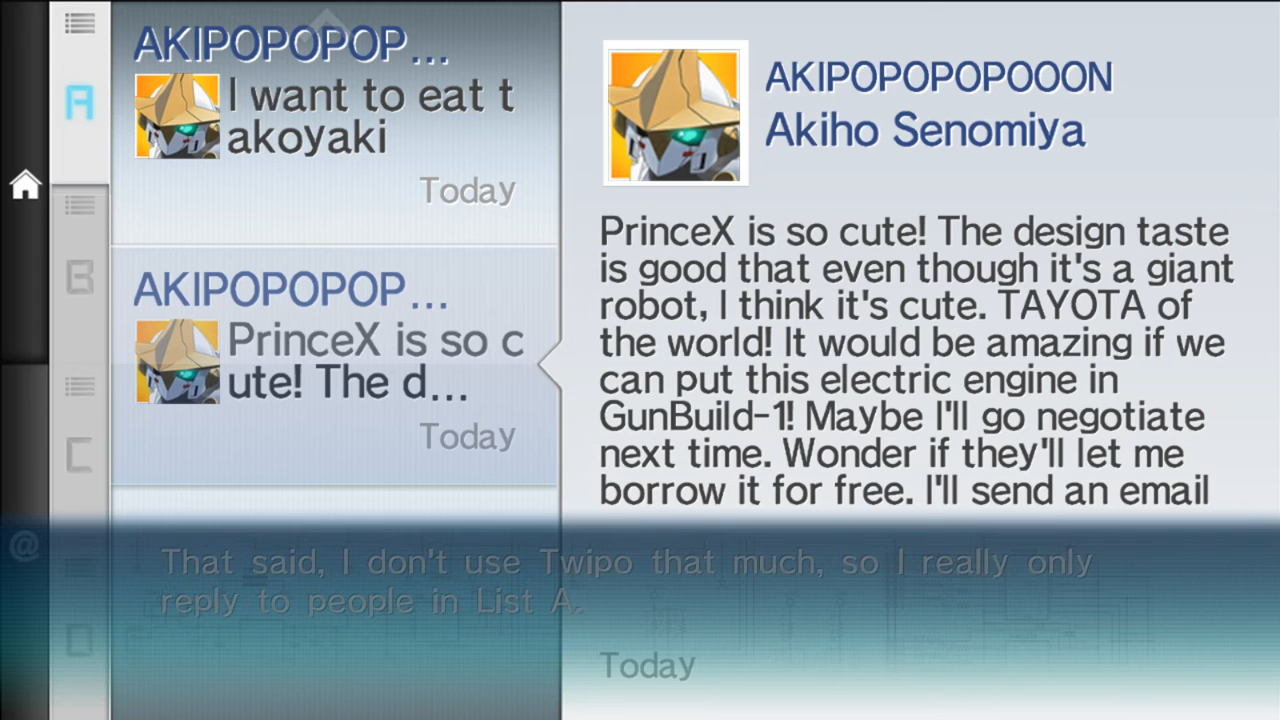 A
B
C
@
D
AKIPOPOPOP...
I want to eat t
akoyaki
Today
AKIPOPOPOP...
PrinceX is so c
ute! The d...
Today
AKIPOPOPOPOOON
Akiho Senomiya
PrinceX is so cute! The design taste
is good that even though it's a giant
robot, I think it's cute. TAYOTA of
the world! It would be amazing if we
can put this electric engine in
GunBuild-1! Maybe I'll go negotiate
next time. Wonder if they'll let me
borrow it for free. I'll send an email
That said, I don't use Twipo that much, so I really only
reply to people in List A.
Today